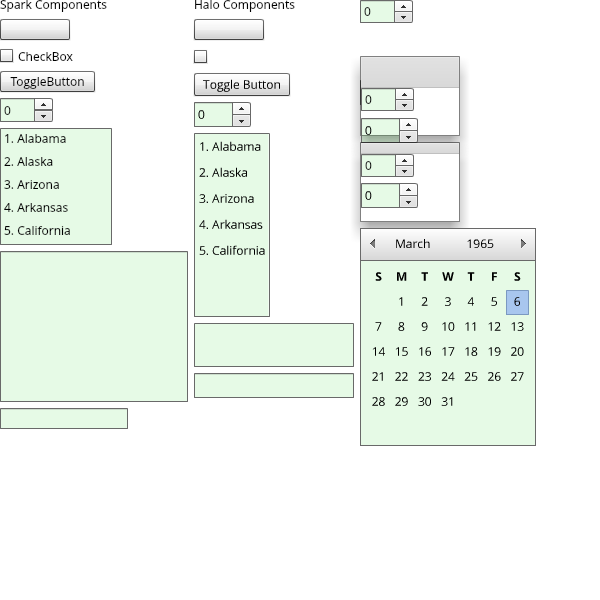 Spark Components
CheckBox
ToggleButton
0
1. Alabama
2. Alaska
3. Arizona
4. Arkansas
5. California
Halo Components
Toggle Button
0
1. Alabama
2. Alaska
3. Arizona
4. Arkansas
5. California
0
0
0
0
0
March 1965
S M T W T F S
1 2 3 4 5 6
7 8 9 10 11 12 13
14 15 16 17 18 19 20
21 22 23 24 25 26 27
28 29 30 31